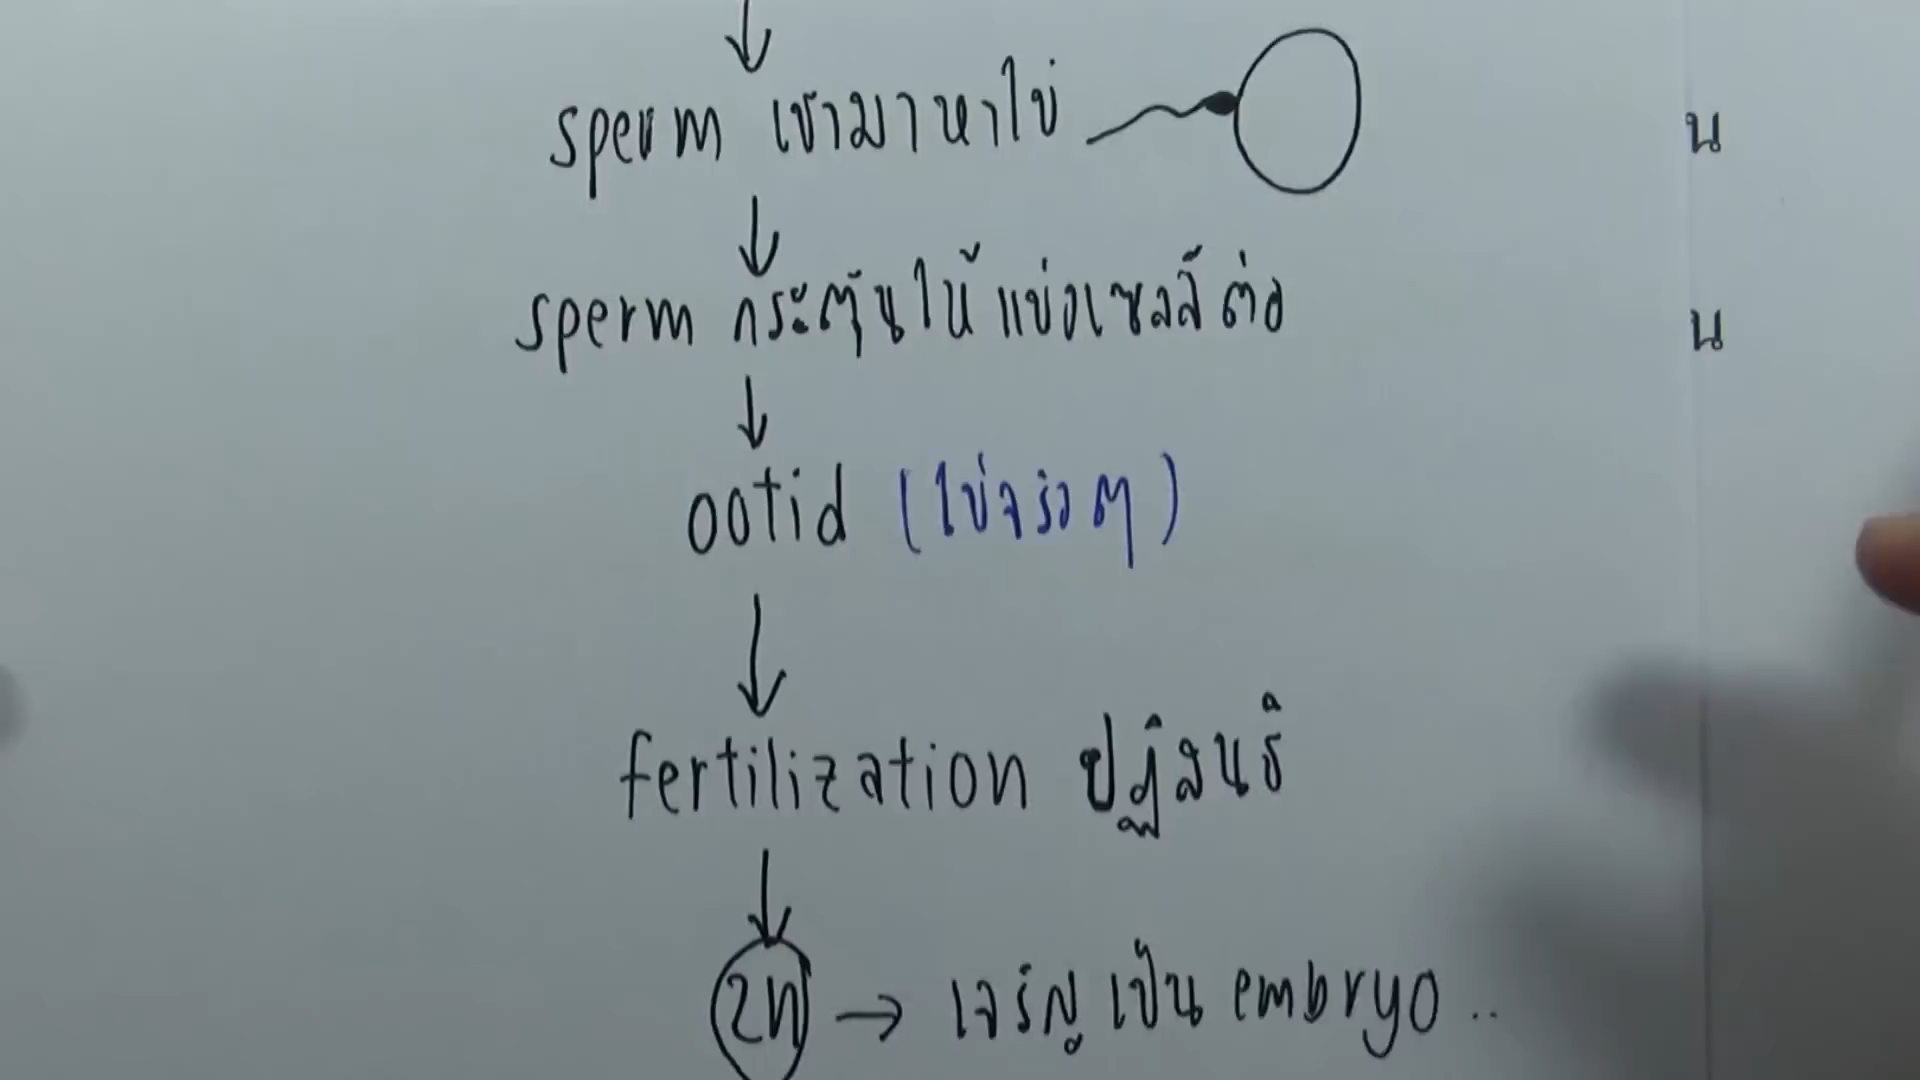 sperm เข้ามาหาไข่
น
sperm กระตุ้นให้แบ่งเซลล์ต่อ
น
ootid (ไข่จริงๆ)
fertilization ปฏิสนธิ
2n → เจริญเป็น embryo ..